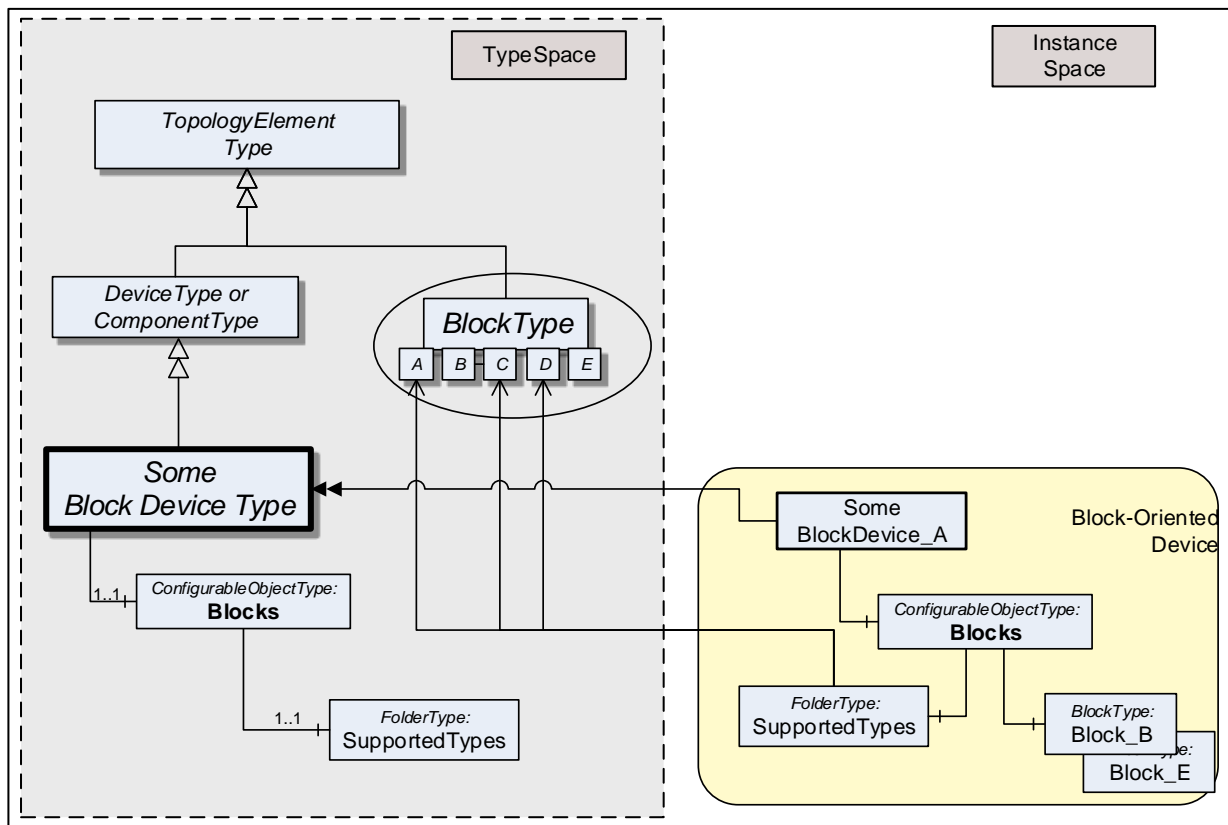 TypeSpace
Instance
Space
TopologyElement
Type
DeviceType or
ComponentType
BlockType
A
B
C
D
E
Some
Block Device Type
1..1
ConfigurableObjectType:
Blocks
1..1
FolderType:
SupportedTypes
Block-Oriented
Device
Some
BlockDevice_A
ConfigurableObjectType:
Blocks
FolderType:
SupportedTypes
BlockType:
Block_B
ype:
Block_E